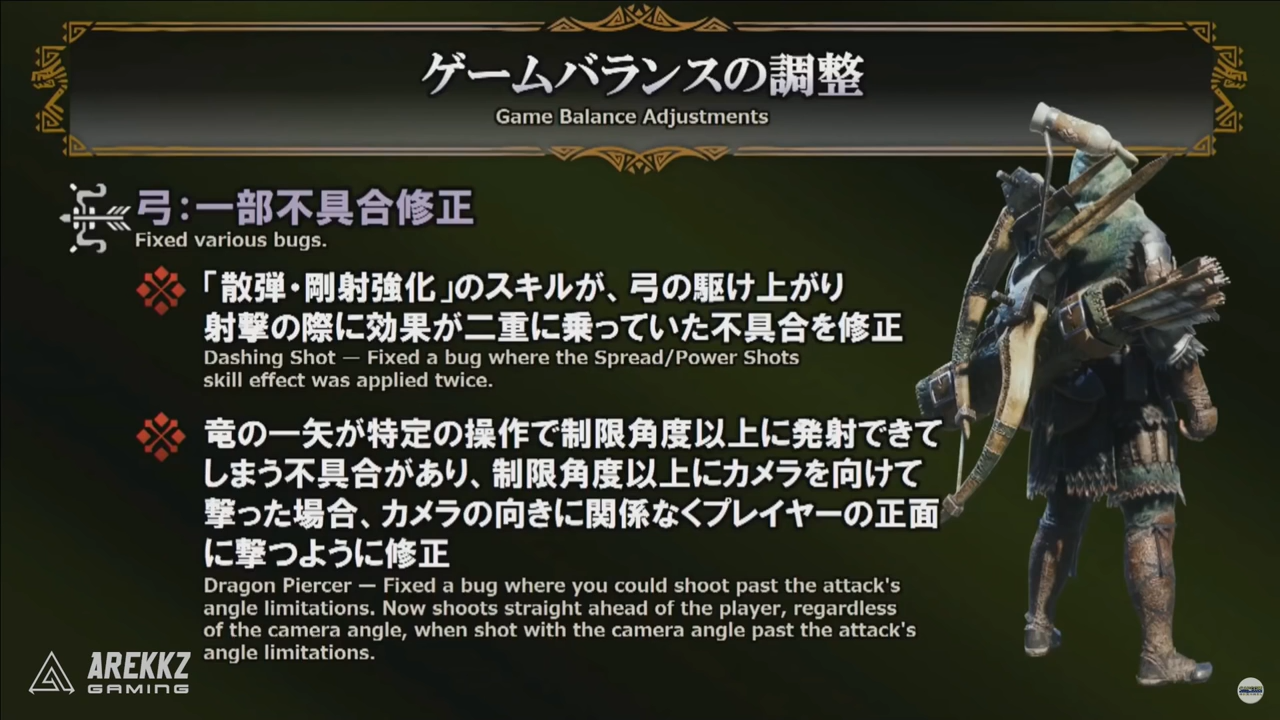 ゲームバランスの調整
Game Balance Adjustments
弓:一部不具合修正
Fixed various bugs.
「散弾・剛射強化」のスキルが、弓の駆け上がり
射撃の際に効果が二重に乗っていた不具合を修正
Dashing Shot — Fixed a bug where the Spread/Power Shots
skill effect was applied twice.
竜の一矢が特定の操作で制限角度以上に発射できて
しまう不具合があり、制限角度以上にカメラを向けて
撃った場合、カメラの向きに関係なくプレイヤーの正面
に撃つように修正
Dragon Piercer — Fixed a bug where you could shoot past the attack's
angle limitations. Now shoots straight ahead of the player, regardless
of the camera angle, when shot with the camera angle past the attack's
angle limitations.
AREKKZ
GAMING